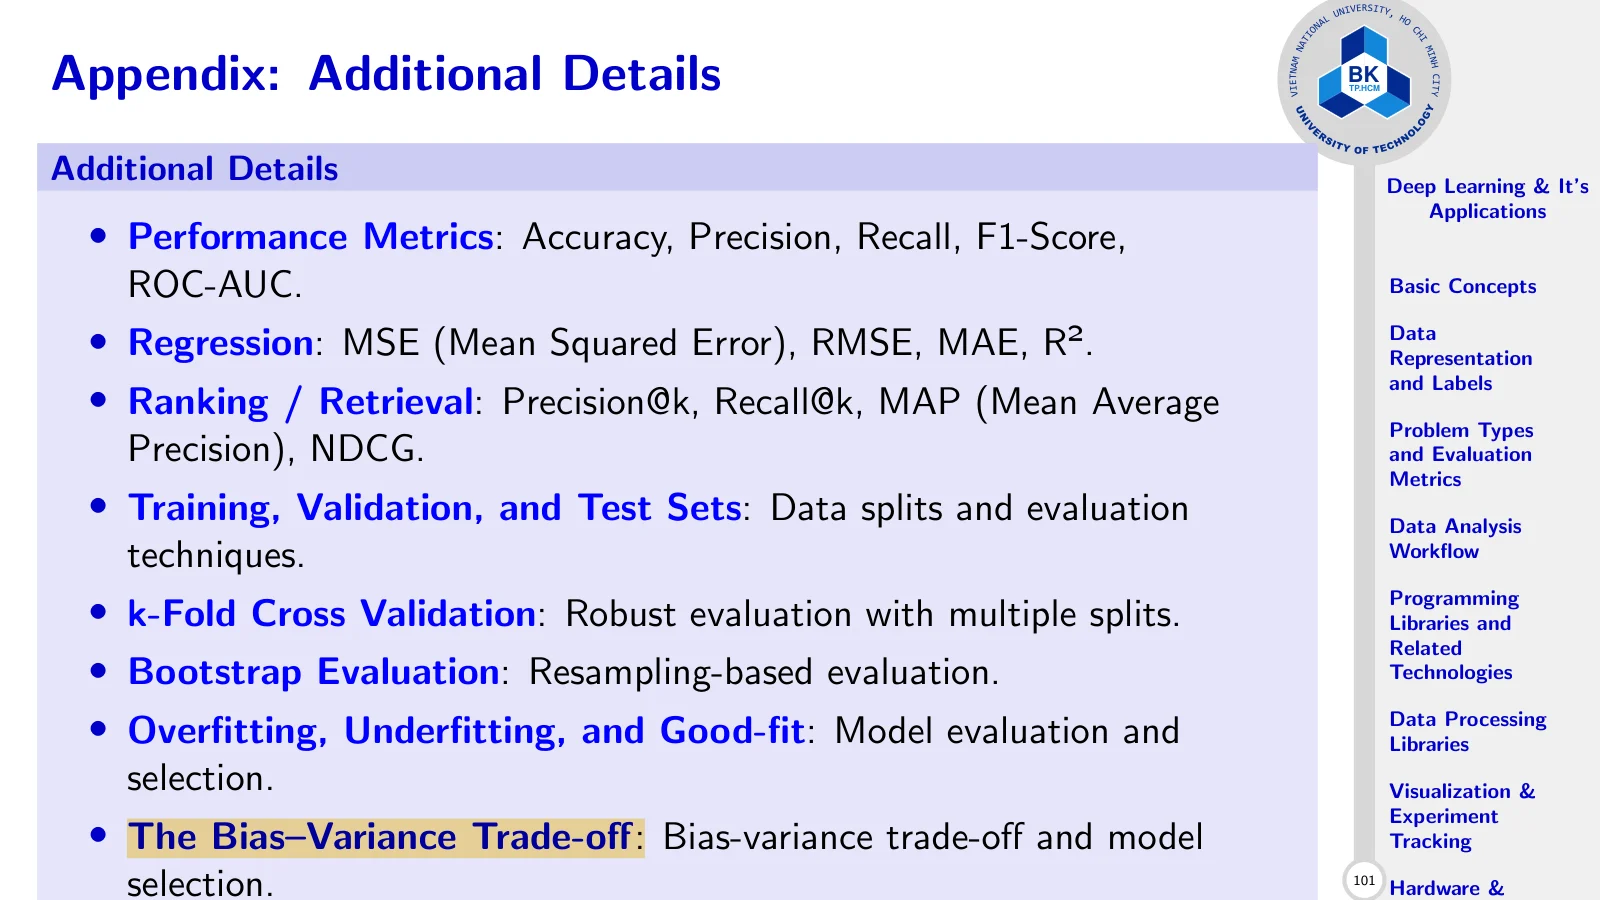 Appendix: Additional Details
Additional Details
• Performance Metrics: Accuracy, Precision, Recall, F1-Score,
ROC-AUC.
• Regression: MSE (Mean Squared Error), RMSE, MAE, R².
• Ranking / Retrieval: Precision@k, Recall@k, MAP (Mean Average
Precision), NDCG.
• Training, Validation, and Test Sets: Data splits and evaluation
techniques.
• k-Fold Cross Validation: Robust evaluation with multiple splits.
• Bootstrap Evaluation: Resampling-based evaluation.
• Overfitting, Underfitting, and Good-fit: Model evaluation and
selection.
• The Bias–Variance Trade-off: Bias-variance trade-off and model
selection.
VIETNAM NATIONAL UNIVERSITY, HO CHI MINH CITY
BK
TP.HCM
UNIVERSITY OF TECHNOLOGY
Deep Learning & It's
Applications
Basic Concepts
Data
Representation
and Labels
Problem Types
and Evaluation
Metrics
Data Analysis
Workflow
Programming
Libraries and
Related
Technologies
Data Processing
Libraries
Visualization &
Experiment
Tracking
Hardware &
101